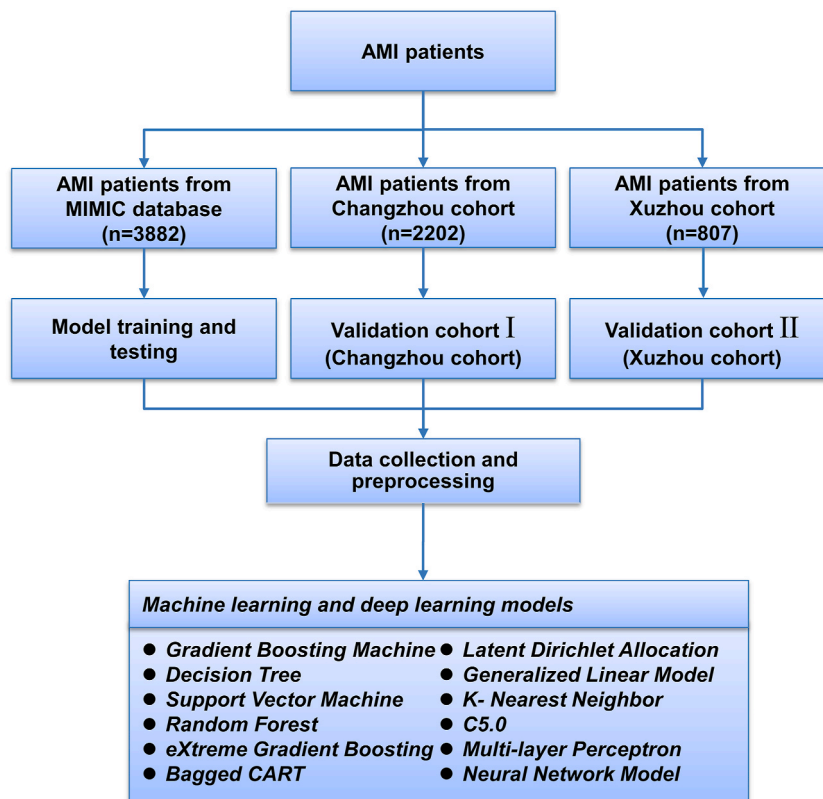 AMI patients
AMI patients from
MIMIC database
(n=3882)
AMI patients from
Changzhou cohort
(n=2202)
AMI patients from
Xuzhou cohort
(n=807)
Model training and
testing
Validation cohort Ⅰ
(Changzhou cohort)
Validation cohort Ⅱ
(Xuzhou cohort)
Data collection and
preprocessing
Machine learning and deep learning models
● Gradient Boosting Machine
● Decision Tree
● Support Vector Machine
● Random Forest
● eXtreme Gradient Boosting
● Bagged CART
● Latent Dirichlet Allocation
● Generalized Linear Model
● K- Nearest Neighbor
● C5.0
● Multi-layer Perceptron
● Neural Network Model